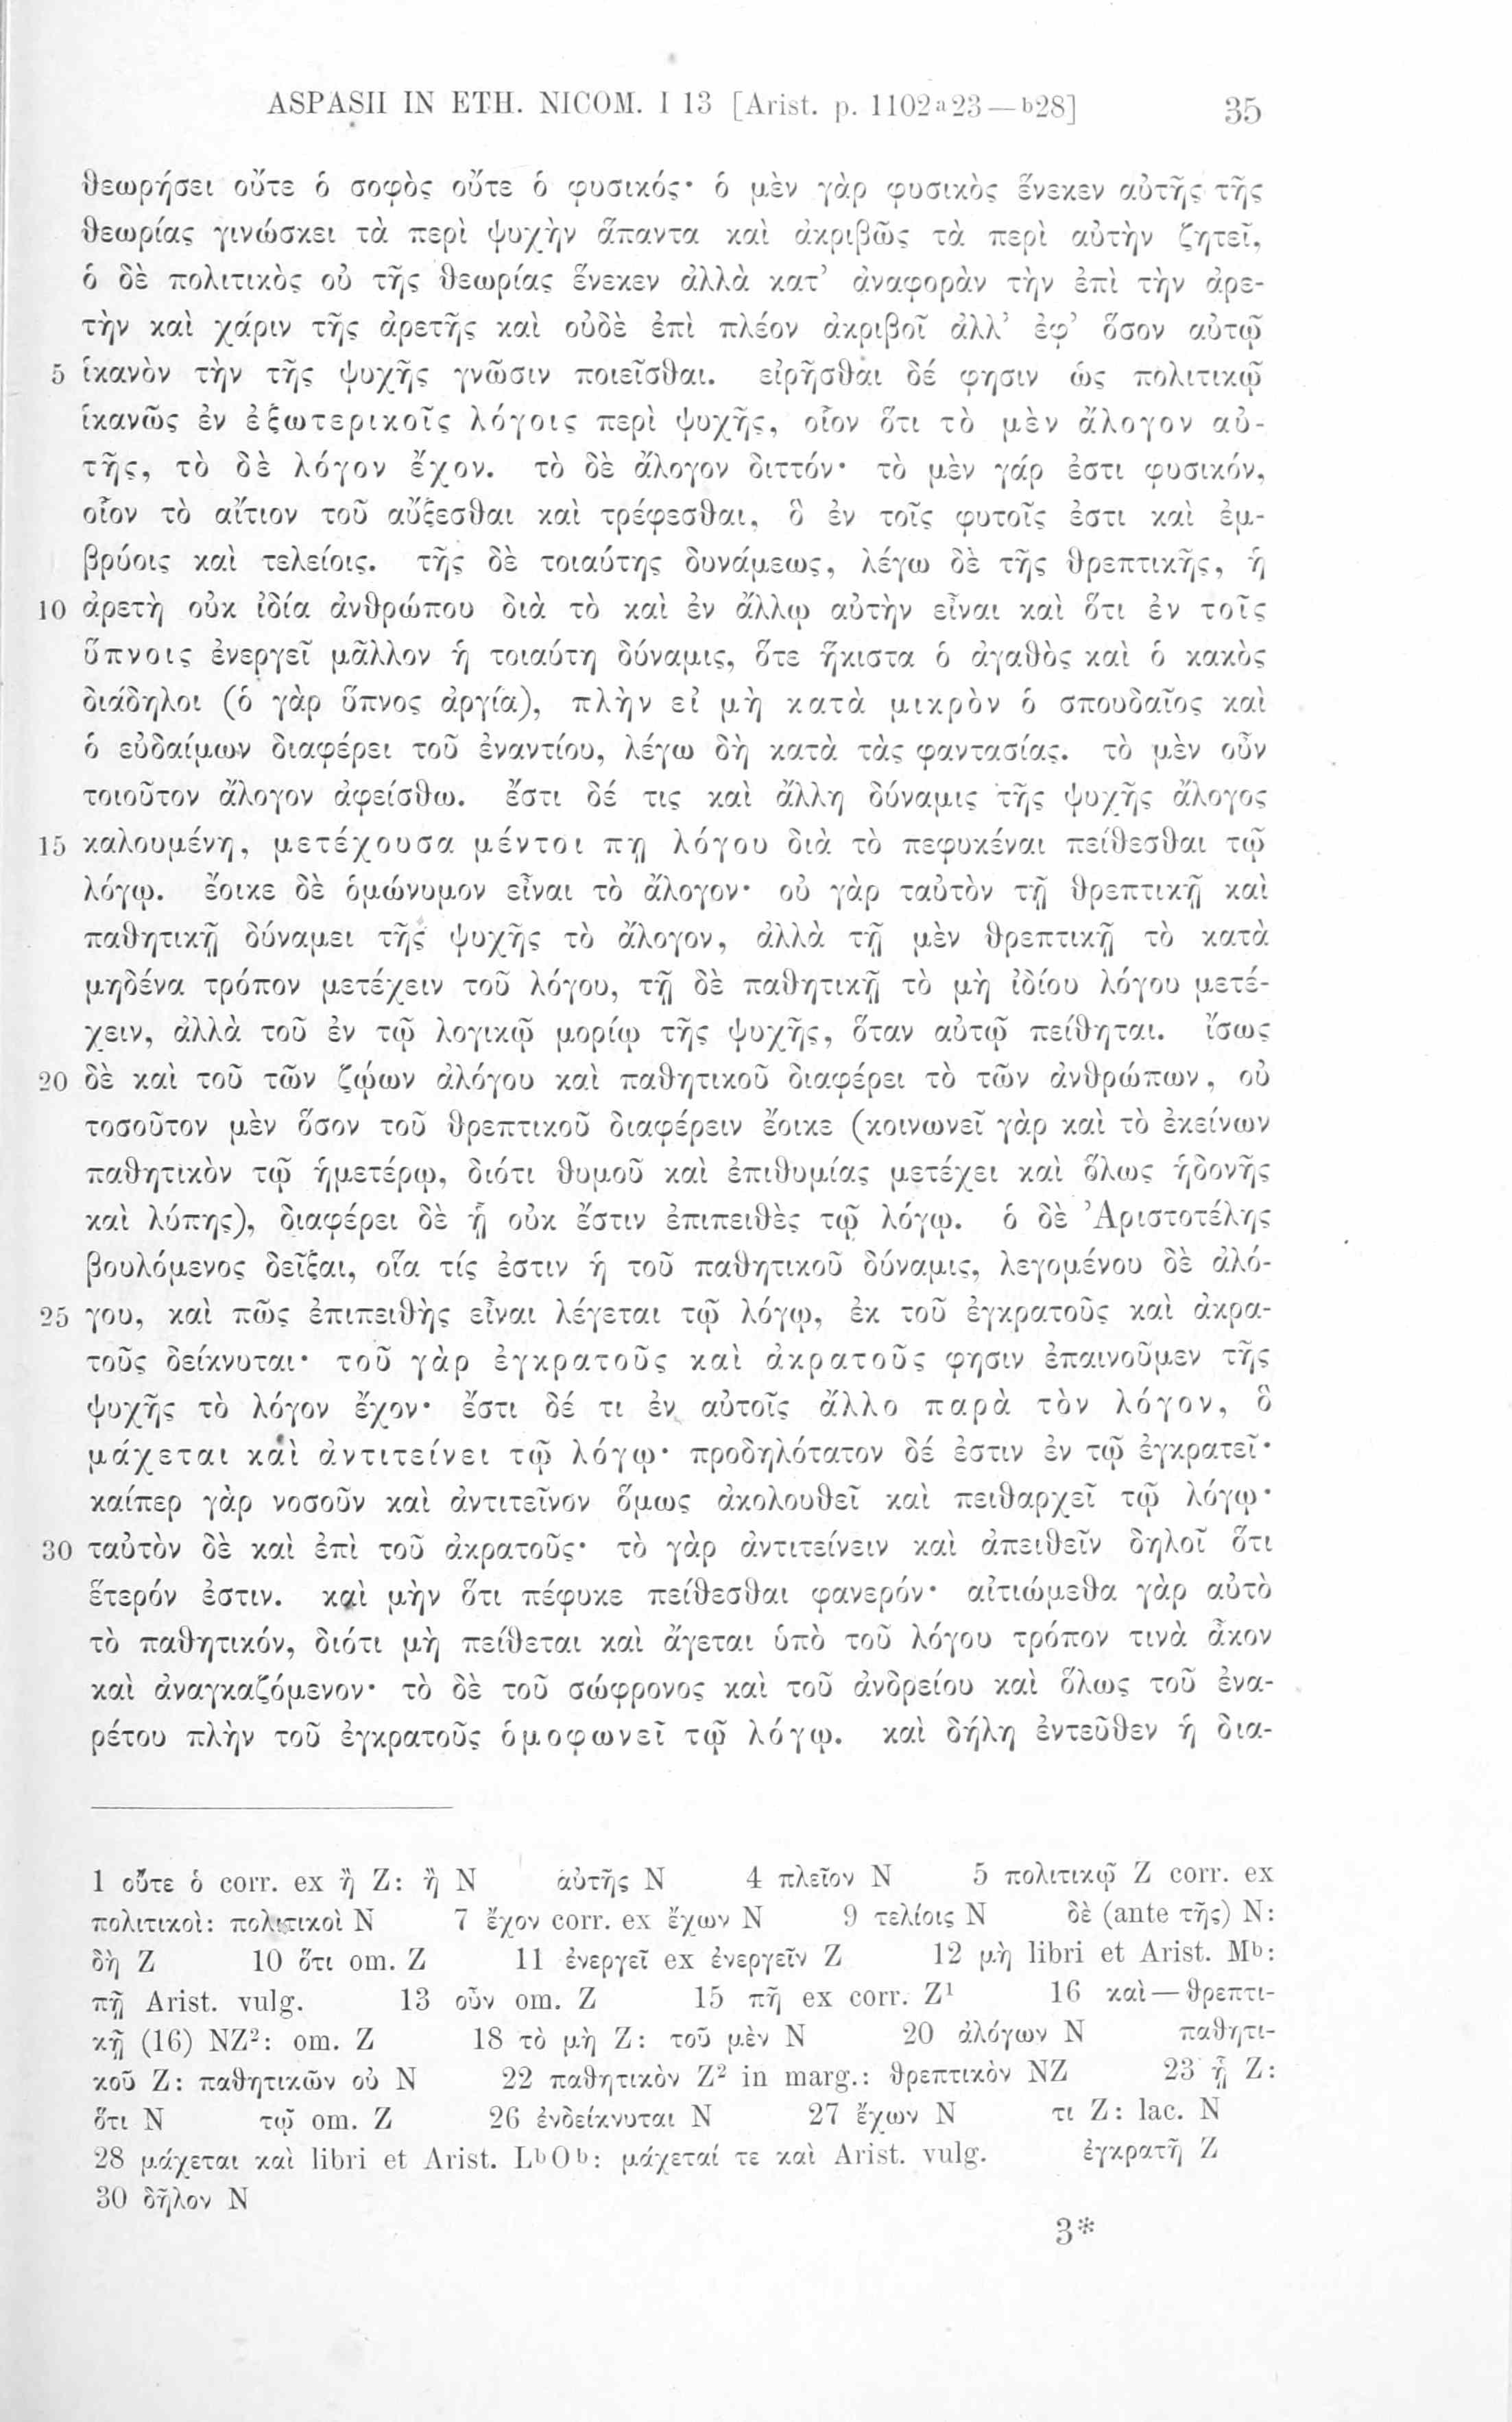 ASPASII IN ETH. NICOM. I 13 [Arist. p. 1102ᵃ23—ᵇ28] 35
θεωρήσει οὔτε ὁ σοφὸς οὔτε ὁ φυσικός· ὁ μὲν γὰρ φυσικὸς ἕνεκεν αὐτῆς τῆς
θεωρίας γινώσκει τὰ περὶ ψυχὴν ἅπαντα καὶ ἀκριβῶς τὰ περὶ αὐτὴν ζητεῖ,
ὁ δὲ πολιτικὸς οὐ τῆς θεωρίας ἕνεκεν ἀλλὰ κατ’ ἀναφορὰν τὴν ἐπὶ τὴν ἀρε-
τὴν καὶ χάριν τῆς ἀρετῆς καὶ οὐδὲ ἐπὶ πλέον ἀκριβοῖ ἀλλ’ ἐφ’ ὅσον αὐτῷ
5 ἱκανὸν τὴν τῆς ψυχῆς γνῶσιν ποιεῖσθαι. εἰρῆσθαι δέ φησιν ὡς πολιτικῷ
ἱκανῶς ἐν ἐξωτερικοῖς λόγοις περὶ ψυχῆς, οἷον ὅτι τὸ μὲν ἄλογον αὐ-
τῆς, τὸ δὲ λόγον ἔχον. τὸ δὲ ἄλογον διττόν· τὸ μὲν γάρ ἐστι φυσικόν,
οἷον τὸ αἴτιον τοῦ αὔξεσθαι καὶ τρέφεσθαι, ὃ ἐν τοῖς φυτοῖς ἐστι καὶ ἐμ-
βρύοις καὶ τελείοις. τῆς δὲ τοιαύτης δυνάμεως, λέγω δὲ τῆς θρεπτικῆς, ἡ
10 ἀρετὴ οὐκ ἰδία ἀνθρώπου διὰ τὸ καὶ ἐν ἄλλῳ αὐτὴν εἶναι καὶ ὅτι ἐν τοῖς
ὕπνοις ἐνεργεῖ μᾶλλον ἡ τοιαύτη δύναμις, ὅτε ἥκιστα ὁ ἀγαθὸς καὶ ὁ κακὸς
διάδηλοι (ὁ γὰρ ὕπνος ἀργία), πλὴν εἰ μὴ κατὰ μικρὸν ὁ σπουδαῖος καὶ
ὁ εὐδαίμων διαφέρει τοῦ ἐναντίου, λέγω δὴ κατὰ τὰς φαντασίας. τὸ μὲν οὖν
τοιοῦτον ἄλογον ἀφείσθω. ἔστι δέ τις καὶ ἄλλη δύναμις τῆς ψυχῆς ἄλογος
15 καλουμένη, μετέχουσα μέντοι πῃ λόγου διὰ τὸ πεφυκέναι πείθεσθαι τῷ
λόγῳ. ἔοικε δὲ ὁμώνυμον εἶναι τὸ ἄλογον· οὐ γὰρ ταὐτὸν τῇ θρεπτικῇ καὶ
παθητικῇ δύναμει τῆς ψυχῆς τὸ ἄλογον, ἀλλὰ τῇ μὲν θρεπτικῇ τὸ κατὰ
μηδένα τρόπον μετέχειν τοῦ λόγου, τῇ δὲ παθητικῇ τὸ μὴ ἰδίου λόγου μετέ-
χειν, ἀλλὰ τοῦ ἐν τῷ λογικῷ μορίῳ τῆς ψυχῆς, ὅταν αὐτῷ πείθηται. ἴσως
20 δὲ καὶ τοῦ τῶν ζῴων ἀλόγου καὶ παθητικοῦ διαφέρει τὸ τῶν ἀνθρώπων, οὐ
τοσοῦτον μὲν ὅσον τοῦ θρεπτικοῦ διαφέρειν ἔοικε (κοινωνεῖ γὰρ καὶ τὸ ἐκείνων
παθητικὸν τῷ ἡμετέρῳ, διότι θυμοῦ καὶ ἐπιθυμίας μετέχει καὶ ὅλως ἡδονῆς
καὶ λύπης), διαφέρει δὲ ᾗ οὐκ ἔστιν ἐπιπειθὲς τῷ λόγῳ. ὁ δὲ Ἀριστοτέλης
βουλόμενος δεῖξαι, οἵα τίς ἐστιν ἡ τοῦ παθητικοῦ δύναμις, λεγομένου δὲ ἀλό-
25 γου, καὶ πῶς ἐπιπειθὴς εἶναι λέγεται τῷ λόγῳ, ἐκ τοῦ ἐγκρατοῦς καὶ ἀκρα-
τοῦς δείκνυται· τοῦ γὰρ ἐγκρατοῦς καὶ ἀκρατοῦς φησιν ἐπαινοῦμεν τῆς
ψυχῆς τὸ λόγον ἔχον· ἔστι δέ τι ἐν αὐτοῖς ἄλλο παρὰ τὸν λόγον, ὃ
μάχεται καὶ ἀντιτείνει τῷ λόγῳ· προδηλότατον δέ ἐστιν ἐν τῷ ἐγκρατεῖ·
καίπερ γὰρ νοσοῦν καὶ ἀντιτεῖνον ὅμως ἀκολουθεῖ καὶ πειθαρχεῖ τῷ λόγῳ·
30 ταὐτὸν δὲ καὶ ἐπὶ τοῦ ἀκρατοῦς· τὸ γὰρ ἀντιτείνειν καὶ ἀπειθεῖν δηλοῖ ὅτι
ἕτερόν ἐστιν. καὶ μὴν ὅτι πέφυκε πείθεσθαι φανερόν· αἰτιώμεθα γὰρ αὐτὸ
τὸ παθητικόν, διότι μὴ πείθεται καὶ ἄγεται ὑπὸ τοῦ λόγου τρόπον τινὰ ἆκον
καὶ ἀναγκαζόμενον· τὸ δὲ τοῦ σώφρονος καὶ τοῦ ἀνδρείου καὶ ὅλως τοῦ ἐνα-
ρέτου πλὴν τοῦ ἐγκρατοῦς ὁμοφωνεῖ τῷ λόγῳ. καὶ δήλη ἐντεῦθεν ἡ δια-
1 οὔτε ὁ corr. ex ἢ Z: ἢ N αὑτῆς N 4 πλεῖον N 5 πολιτικῷ Z corr. ex
πολιτικοὶ: πολιτικοὶ N 7 ἔχον corr. ex ἔχων N 9 τελίοις N δὲ (ante τῆς) N:
δὴ Z 10 ὅτι om. Z 11 ἐνεργεῖ ex ἐνεργεῖν Z 12 μὴ libri et Arist. Mᵇ:
πῇ Arist. vulg. 13 οὖν om. Z 15 πῆ ex corr. Z¹ 16 καὶ—θρεπτι-
κῇ (16) NZ²: om. Z 18 τὸ μὴ Z: τοῦ μὲν N 20 ἀλόγων N παθητι-
κοῦ Z: παθητικῶν οὐ N 22 παθητικὸν Z² in marg.: θρεπτικὸν NZ 23 ᾗ Z:
ὅτι N τῷ om. Z 26 ἐνδείκνυται N 27 ἔχων N τι Z: lac. N
28 μάχεται καὶ libri et Arist. LᵇOᵇ: μάχεταί τε καὶ Arist. vulg. ἐγκρατῆ Z
30 δῆλον N
3*